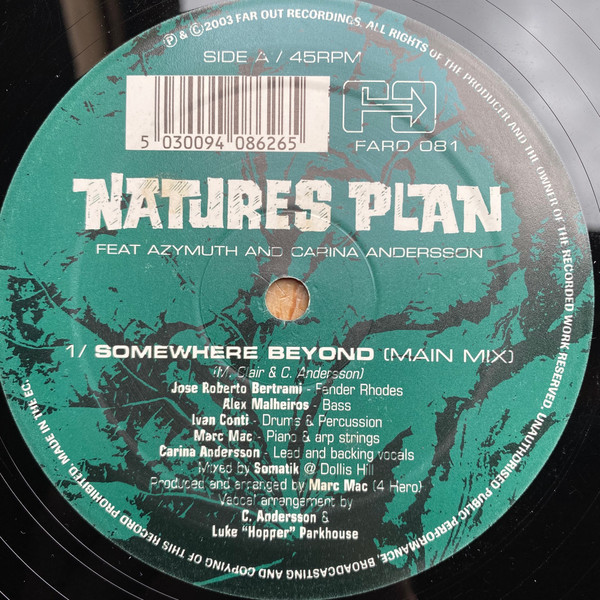 ℗ & © 2003 FAR OUT RECORDINGS. ALL RIGHTS OF THE PRODUCER AND THE OWNER OF THE RECORDED WORK RESERVED. UNAUTHORISED PUBLIC PERFORMANCE, BROADCASTING AND COPYING OF THIS RECORD PROHIBITED. MADE IN THE EC.
SIDE A / 45RPM
5 030094 086265
FARO 081
NATURES PLAN
FEAT AZYMUTH AND CARINA ANDERSSON
1/ SOMEWHERE BEYOND (MAIN MIX)
(M. Clair & C. Andersson)
Jose Roberto Bertrami - Fender Rhodes
Alex Malheiros - Bass
Ivan Conti - Drums & Percussion
Marc Mac - Piano & arp strings
Carina Andersson - Lead and backing vocals
Mixed by Somatik @ Dollis Hill
Produced and arranged by Marc Mac (4 Hero)
Vaocal arrangement by
C. Andersson &
Luke "Hopper" Parkhouse